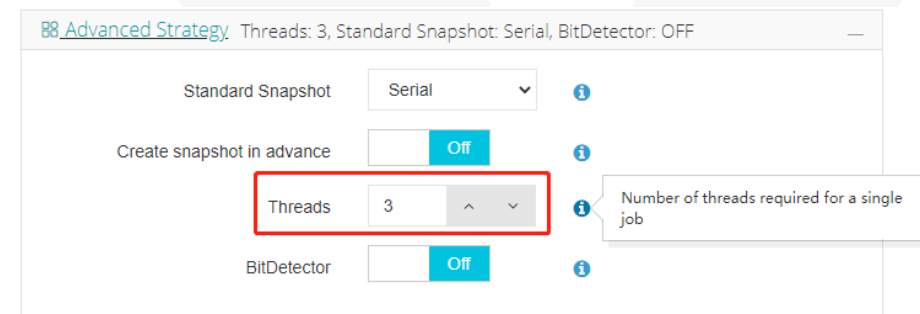 Advanced Strategy Threads: 3, Standard Snapshot: Serial, BitDetector: OFF
Standard Snapshot Serial
Create snapshot in advance Off
Threads 3
Number of threads required for a single
job
BitDetector Off